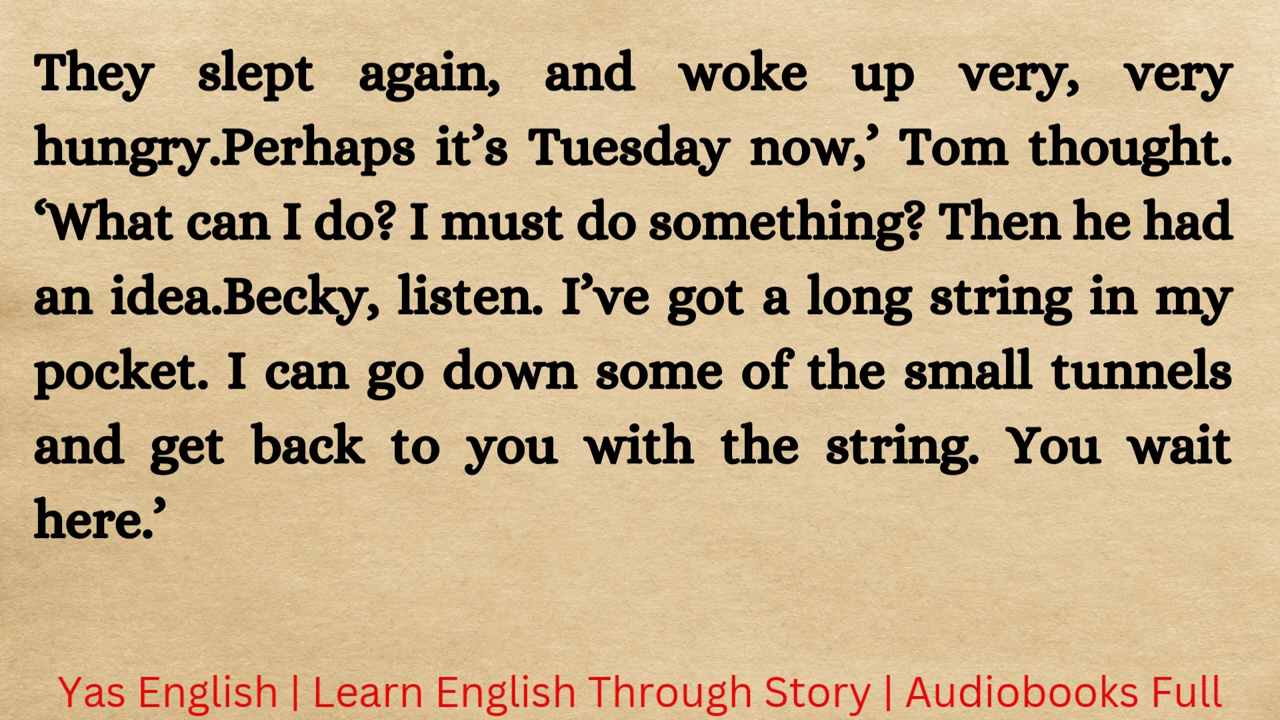 They slept again, and woke up very, very
hungry.Perhaps it’s Tuesday now,’ Tom thought.
‘What can I do? I must do something? Then he had
an idea.Becky, listen. I’ve got a long string in my
pocket. I can go down some of the small tunnels
and get back to you with the string. You wait
here.’
Yas English | Learn English Through Story | Audiobooks Full